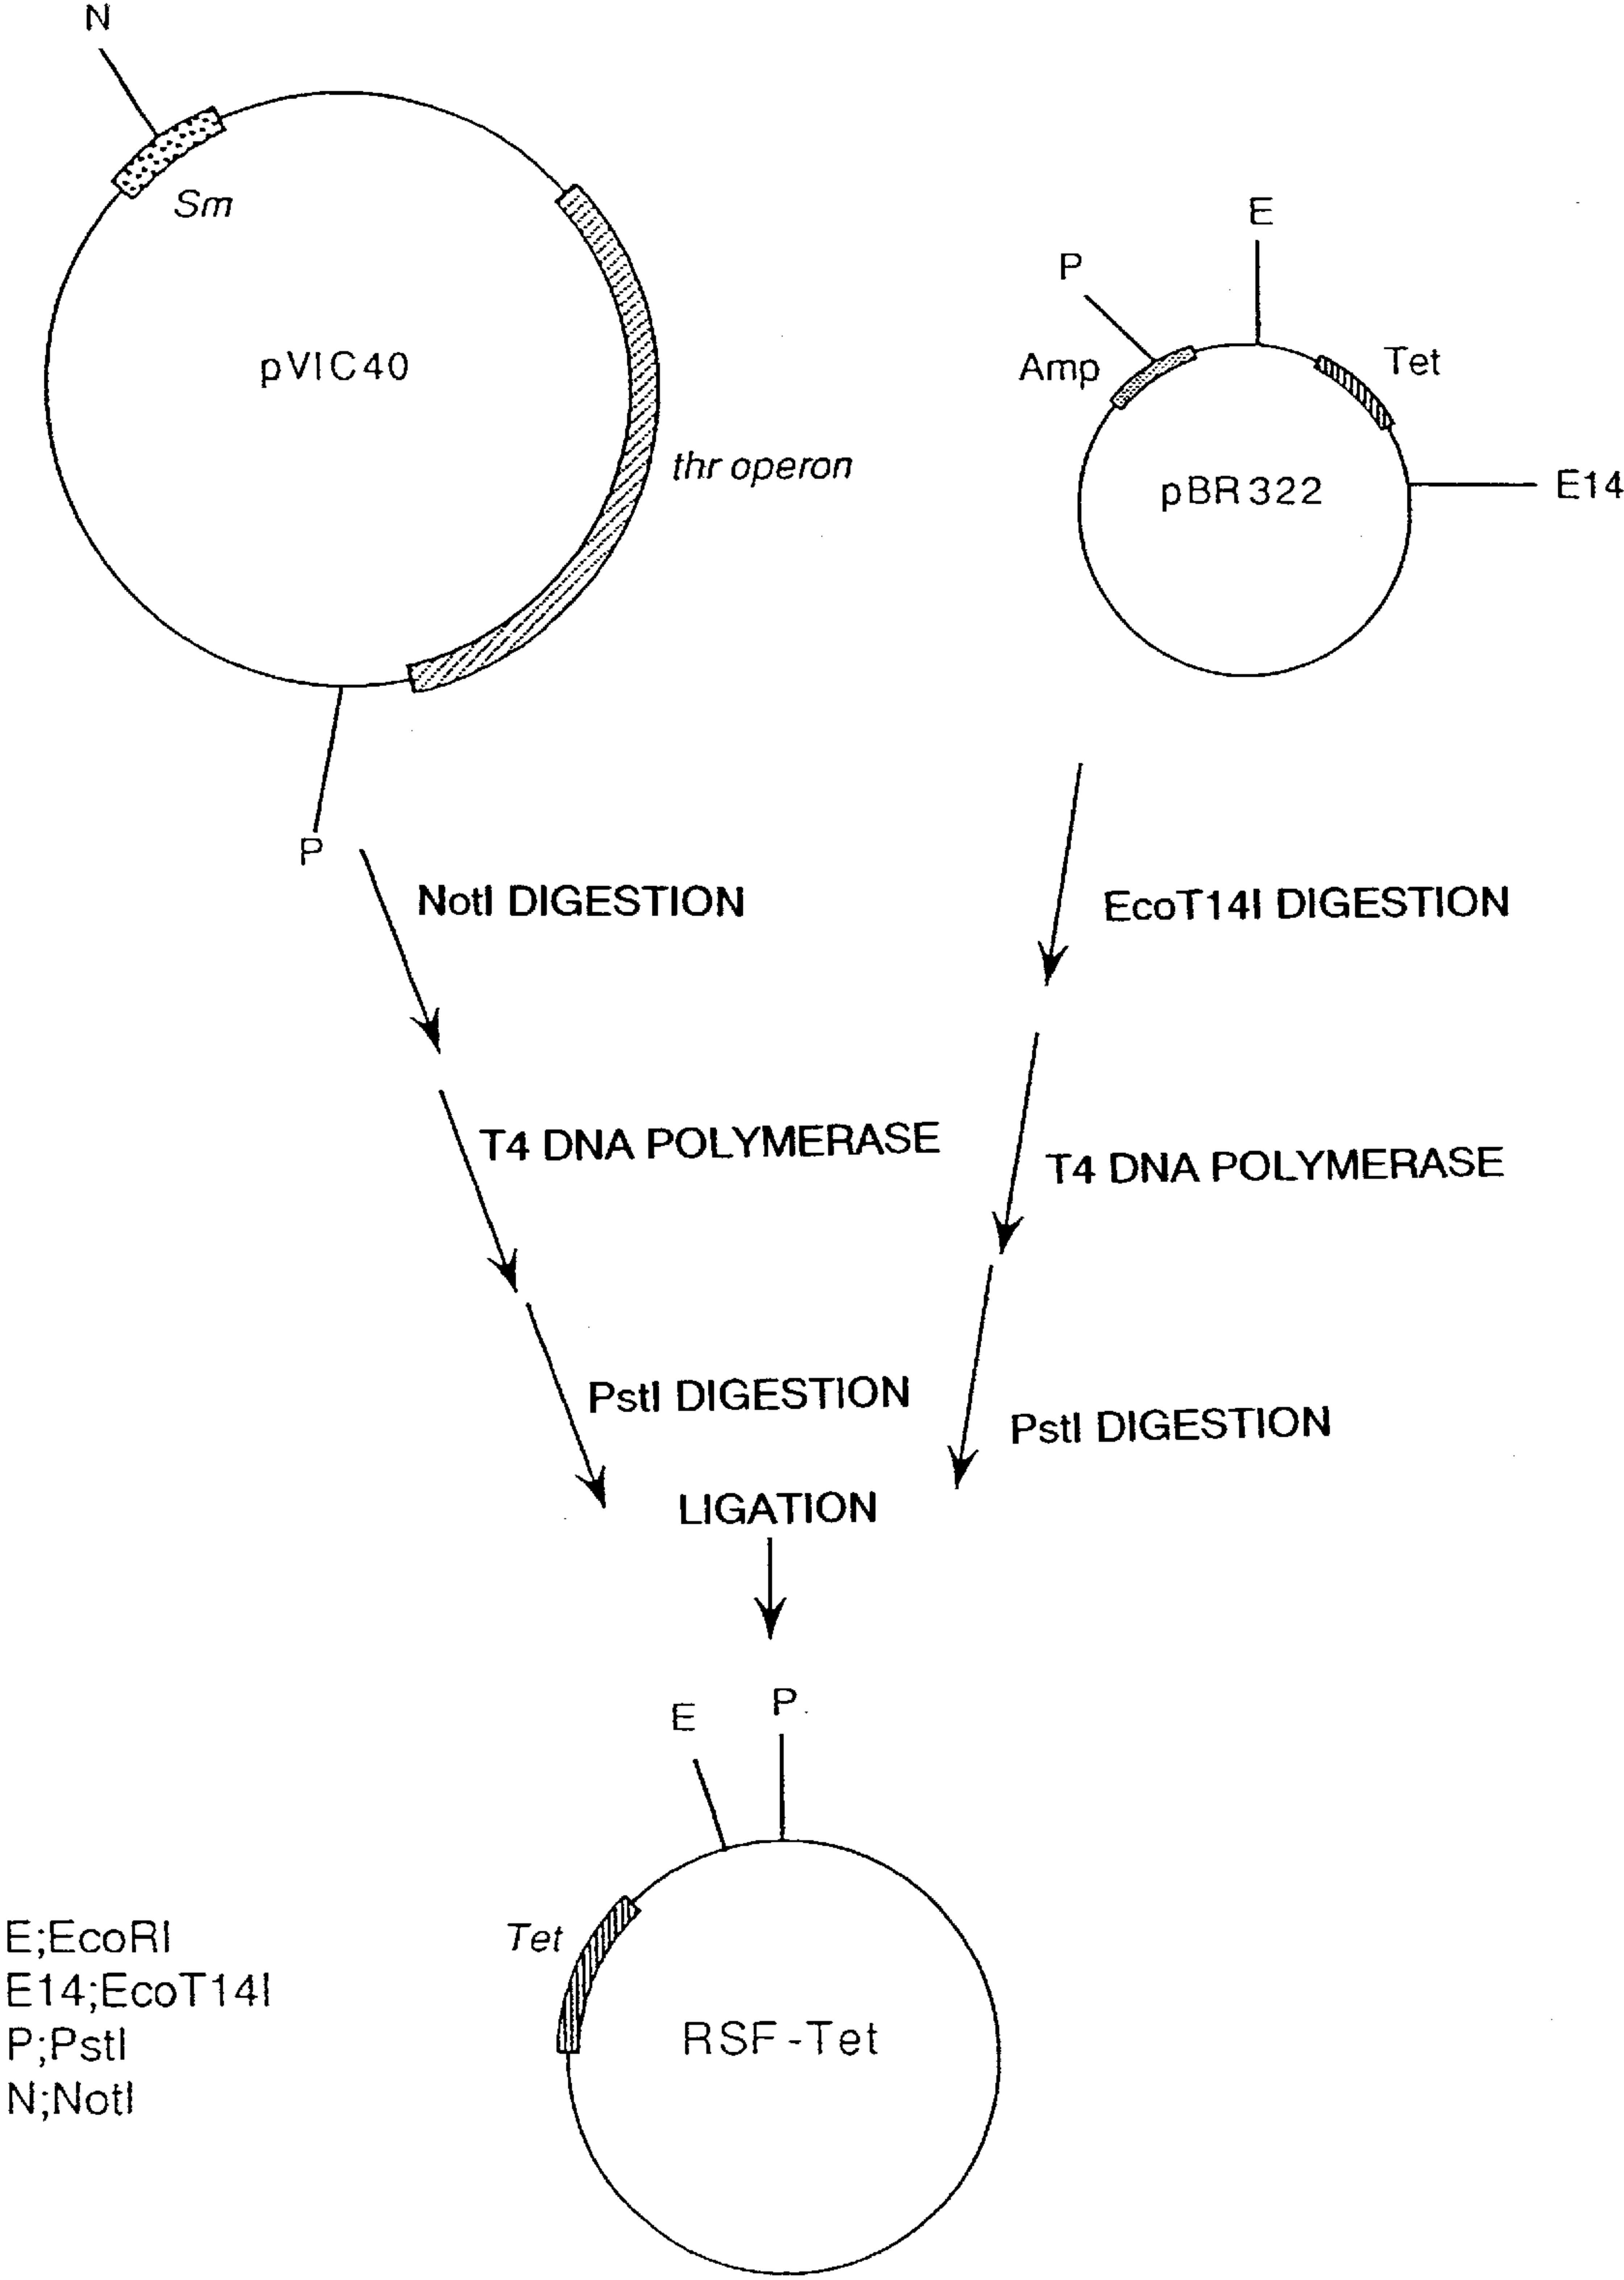 N
Sm
pVIC40
thr operon
P
E
P
Amp
Tet
pBR322
E14
NotI DIGESTION
EcoT14I DIGESTION
T4 DNA POLYMERASE
T4 DNA POLYMERASE
PstI DIGESTION
PstI DIGESTION
LIGATION
E
P
Tet
RSF-Tet
E;EcoRI
E14;EcoT14I
P;PstI
N;NotI